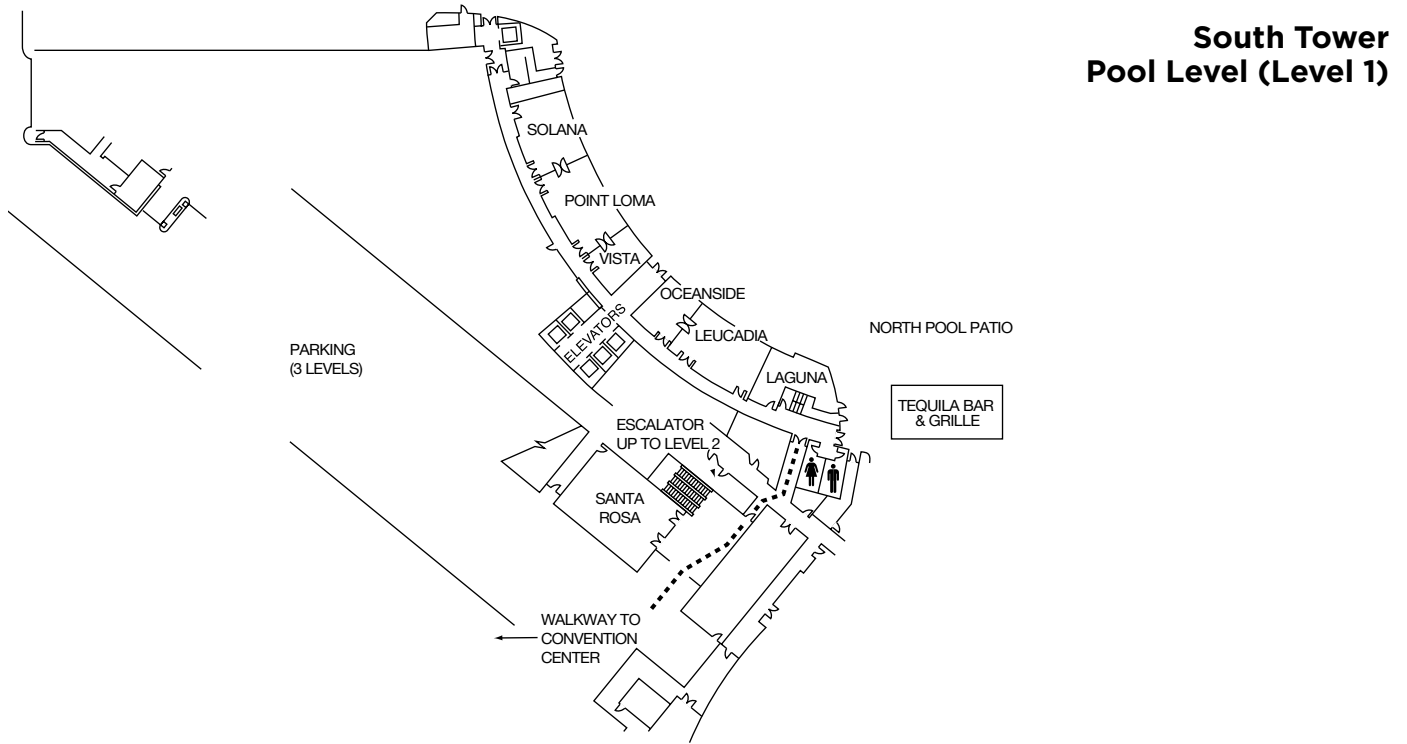 South Tower
Pool Level (Level 1)
SOLANA
POINT LOMA
VISTA
OCEANSIDE
ELEVATORS
LEUCADIA
NORTH POOL PATIO
PARKING
(3 LEVELS)
LAGUNA
TEQUILA BAR
& GRILLE
ESCALATOR
UP TO LEVEL 2
SANTA
ROSA
WALKWAY TO
CONVENTION
CENTER